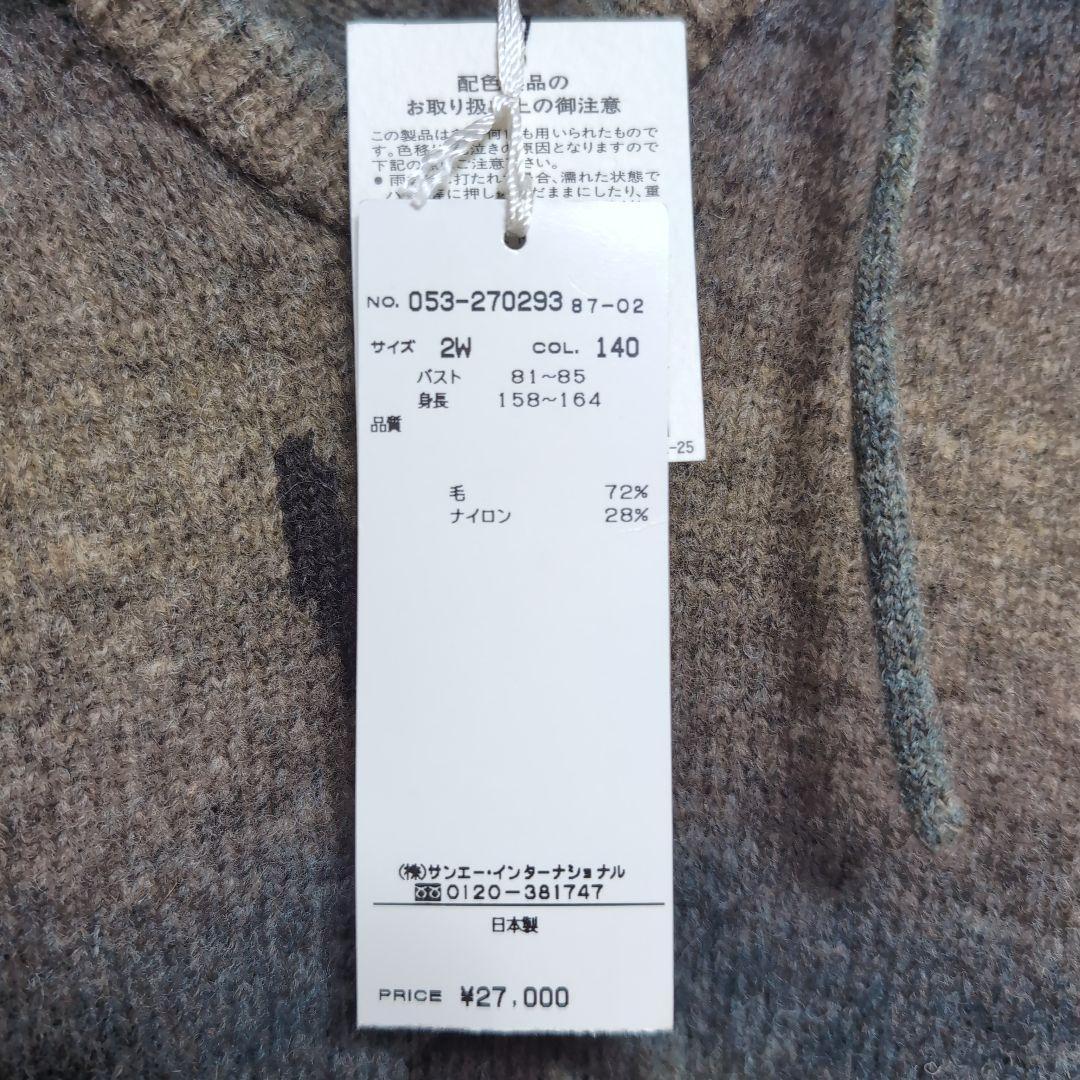 配色 品の
お取り扱い上の御注意
この製品は 何 も用いられたもので
す。色移 泣きの原因となりますので
下記の ご注意 さい。
● 雨 打たれ 場合、濡れた状態で
に押し だままにしたり、重
-25
NO. 053-270293 87-02
サイズ 2W COL. 140
バスト 81~85
身長 158~164
品質
毛 72%
ナイロン 28%
(株)サンエー・インターナショナル
0120-381747
日本製
PRICE ¥27,000